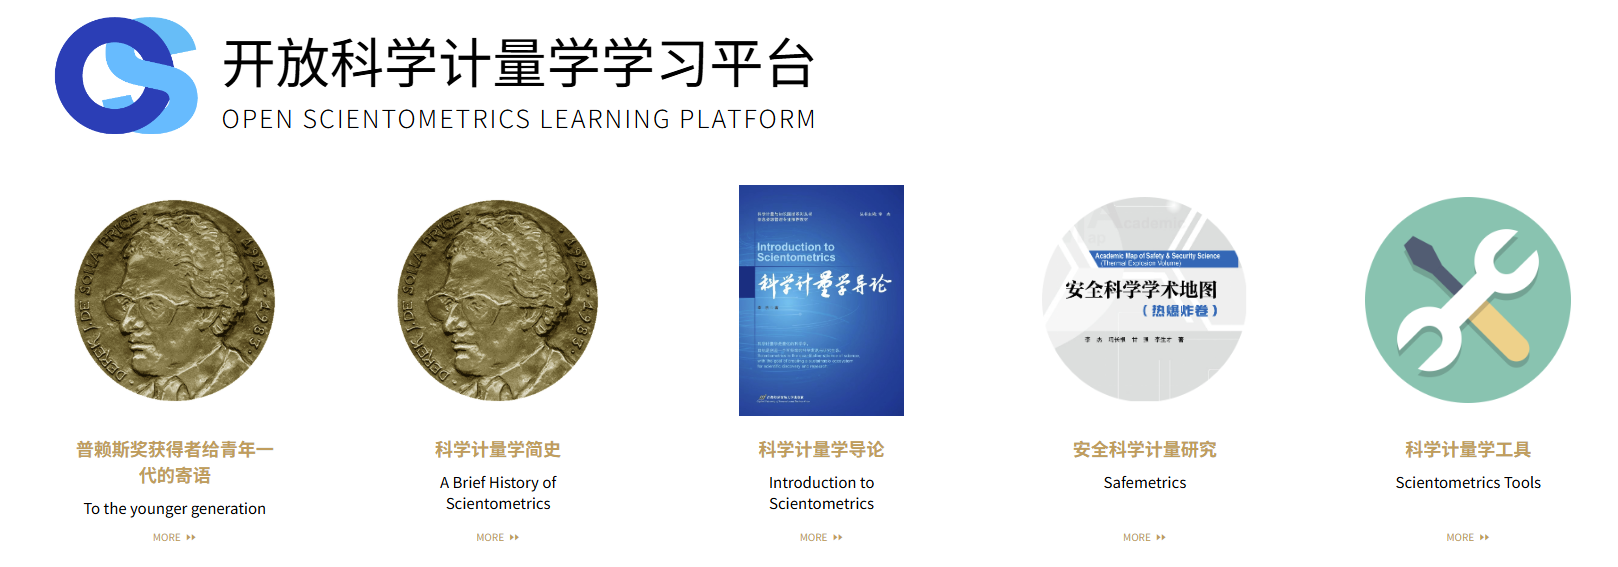 开放科学计量学学习平台
OPEN SCIENTOMETRICS LEARNING PLATFORM
DEREK J DE SOLLA PRICE · 1922 · 1983 ·
普赖斯奖获得者给青年一
代的寄语
To the younger generation
MORE
DEREK J DE SOLLA PRICE · 1922 · 1983 ·
科学计量学简史
A Brief History of
Scientometrics
MORE
Introduction to
Scientometrics
科学计量学导论
科学计量学导论
Introduction to
Scientometrics
MORE
Academic Map of Safety & Security Science
(Thermal Explosion Volume)
安全科学学术地图
(热爆炸卷)
安全科学计量研究
Safemetrics
MORE
科学计量学工具
Scientometrics Tools
MORE